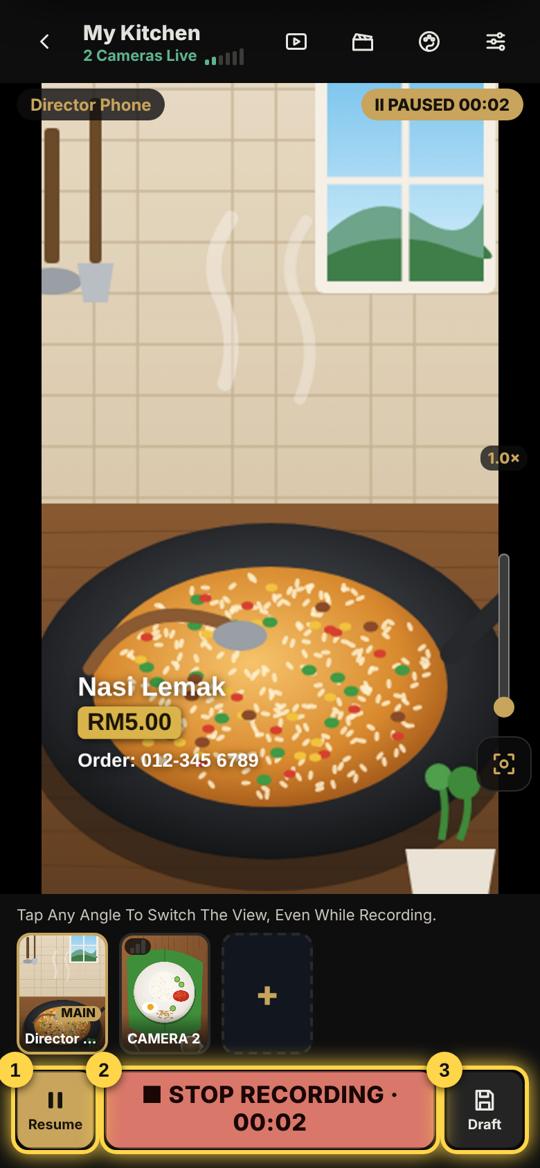 My Kitchen
2 Cameras Live
Director Phone
PAUSED 00:02
1.0×
Nasi Lemak
RM5.00
Order: 012-345 6789
Tap Any Angle To Switch The View, Even While Recording.
MAIN
Director ...
CAMERA 2
+
1
2
3
Resume
STOP RECORDING ·
00:02
Draft